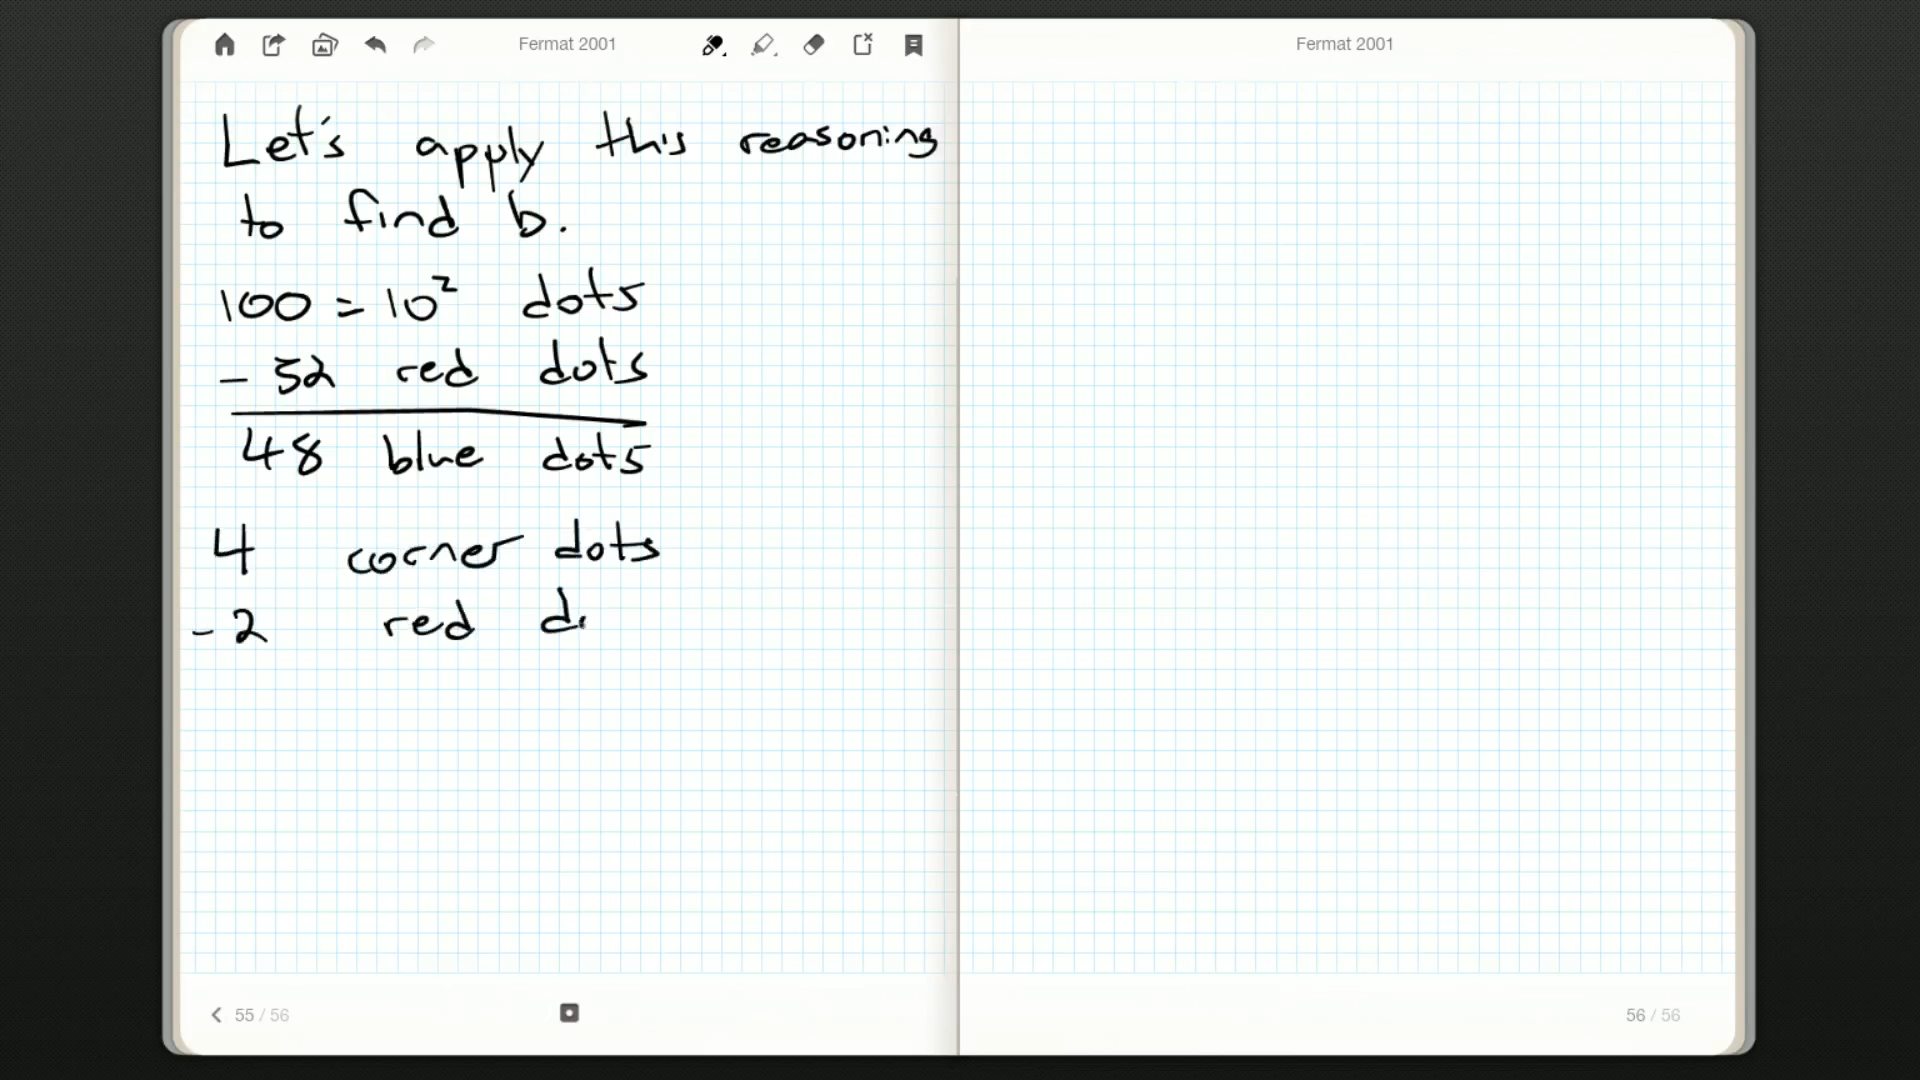 Fermat 2001
Fermat 2001
Let's apply this reasoning
to find b.
100 = 10² dots
- 52 red dots
48 blue dots
4 corner dots
- 2 red d
55 / 56
56 / 56